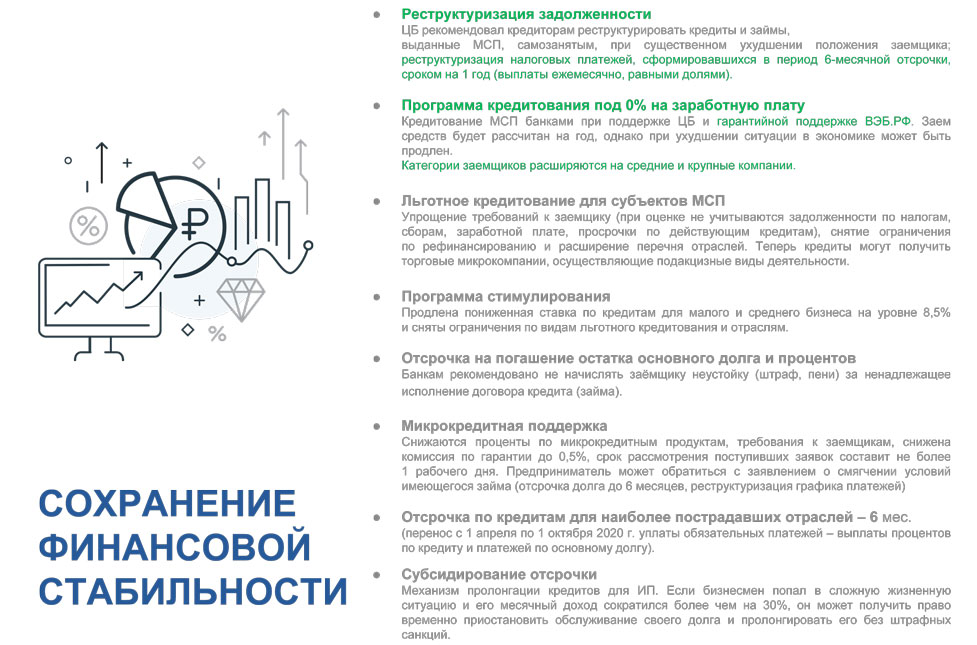 СОХРАНЕНИЕ
ФИНАНСОВОЙ
СТАБИЛЬНОСТИ
● Реструктуризация задолженности
ЦБ рекомендовал кредиторам реструктурировать кредиты и займы,
выданные МСП, самозанятым, при существенном ухудшении положения заемщика;
реструктуризация налоговых платежей, сформировавшихся в период 6-месячной отсрочки,
сроком на 1 год (выплаты ежемесячно, равными долями).
● Программа кредитования под 0% на заработную плату
Кредитование МСП банками при поддержке ЦБ и гарантийной поддержке ВЭБ.РФ. Заем
средств будет рассчитан на год, однако при ухудшении ситуации в экономике может быть
продлен.
Категории заемщиков расширяются на средние и крупные компании.
● Льготное кредитование для субъектов МСП
Упрощение требований к заемщику (при оценке не учитываются задолженности по налогам,
сборам, заработной плате, просрочки по действующим кредитам), снятие ограничения
по рефинансированию и расширение перечня отраслей. Теперь кредиты могут получить
торговые микрокомпании, осуществляющие подакцизные виды деятельности.
● Программа стимулирования
Продлена пониженная ставка по кредитам для малого и среднего бизнеса на уровне 8,5%
и сняты ограничения по видам льготного кредитования и отраслям.
● Отсрочка на погашение остатка основного долга и процентов
Банкам рекомендовано не начислять заёмщику неустойку (штраф, пени) за ненадлежащее
исполнение договора кредита (займа).
● Микрокредитная поддержка
Снижаются проценты по микрокредитным продуктам, требования к заемщикам, снижена
комиссия по гарантии до 0,5%, срок рассмотрения поступивших заявок составит не более
1 рабочего дня. Предприниматель может обратиться с заявлением о смягчении условий
имеющегося займа (отсрочка долга до 6 месяцев, реструктуризация графика платежей)
● Отсрочка по кредитам для наиболее пострадавших отраслей – 6 мес.
(перенос с 1 апреля по 1 октября 2020 г. уплаты обязательных платежей – выплаты процентов
по кредиту и платежей по основному долгу).
● Субсидирование отсрочки
Механизм пролонгации кредитов для ИП. Если бизнесмен попал в сложную жизненную
ситуацию и его месячный доход сократился более чем на 30%, он может получить право
временно приостановить обслуживание своего долга и пролонгировать его без штрафных
санкций.